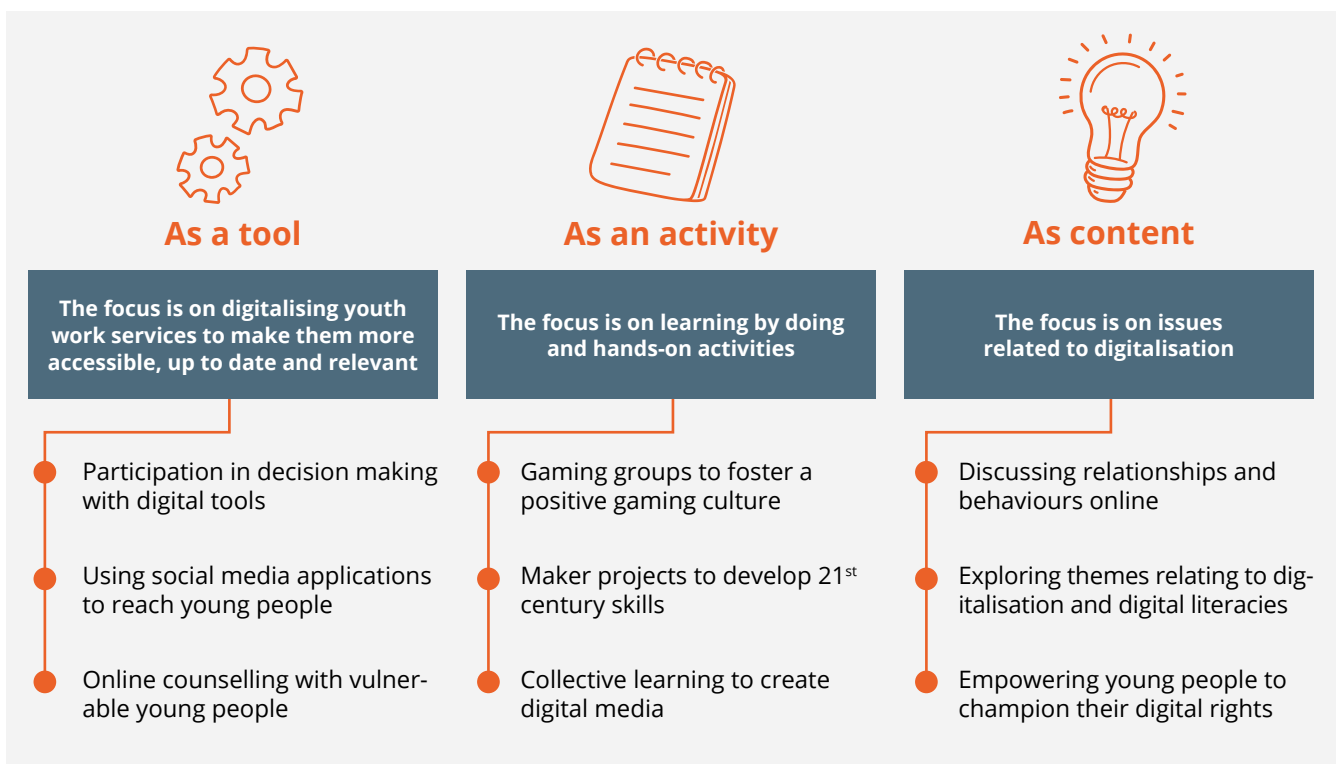 As a tool
The focus is on digitalising youth
work services to make them more
accessible, up to date and relevant
Participation in decision making
with digital tools
Using social media applications
to reach young people
Online counselling with vulner-
able young people
As an activity
The focus is on learning by doing
and hands-on activities
Gaming groups to foster a
positive gaming culture
Maker projects to develop 21st
century skills
Collective learning to create
digital media
As content
The focus is on issues
related to digitalisation
Discussing relationships and
behaviours online
Exploring themes relating to dig-
italisation and digital literacies
Empowering young people to
champion their digital rights